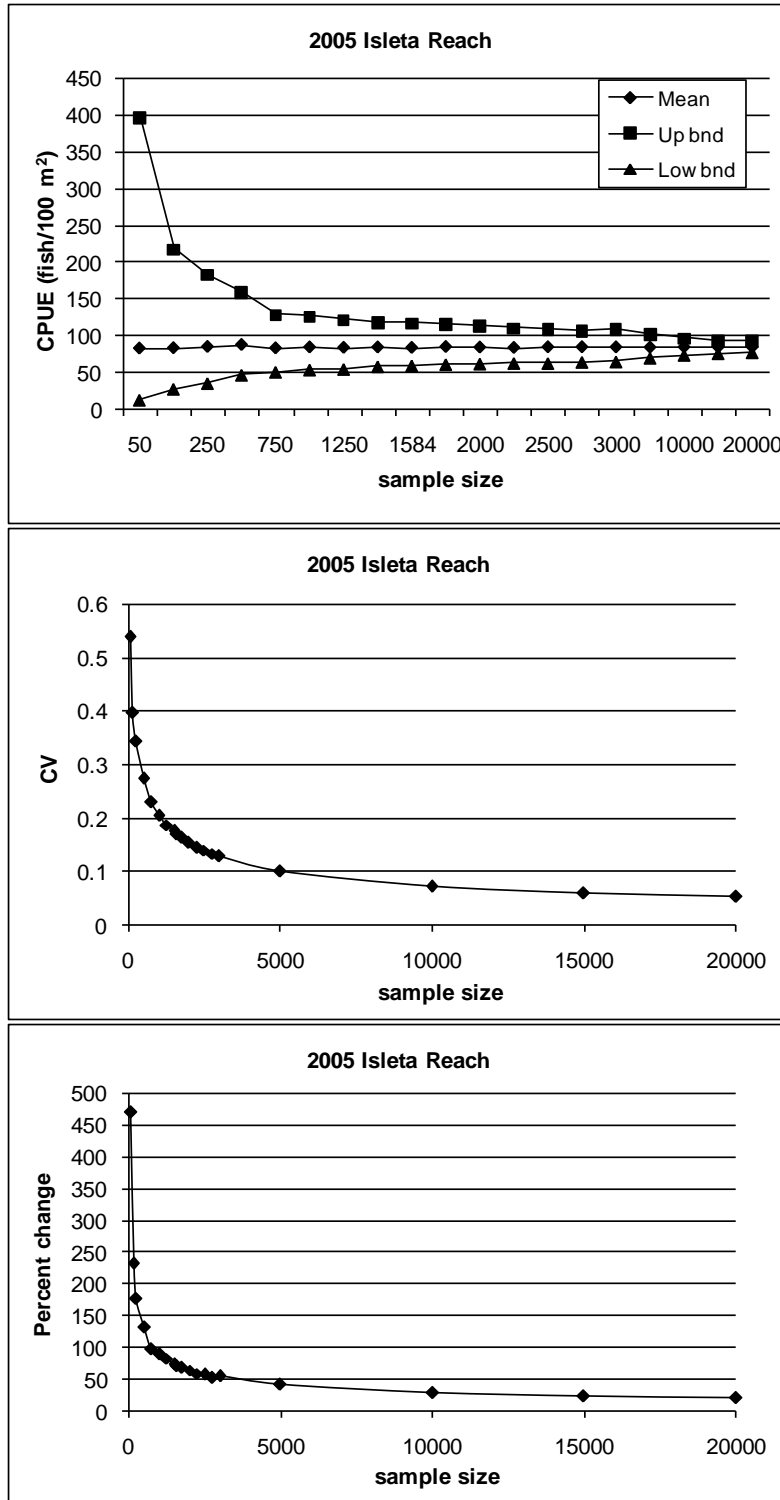 2005 Isleta Reach
450
400
350
300
250
200
150
100
50
0
CPUE (fish/100 m²)
Mean
Up bnd
Low bnd
50 250 750 1250 1584 2000 2500 3000 10000 20000
sample size
2005 Isleta Reach
0.6
0.5
0.4
0.3
0.2
0.1
0
CV
0 5000 10000 15000 20000
sample size
2005 Isleta Reach
500
450
400
350
300
250
200
150
100
50
0
Percent change
0 5000 10000 15000 20000
sample size